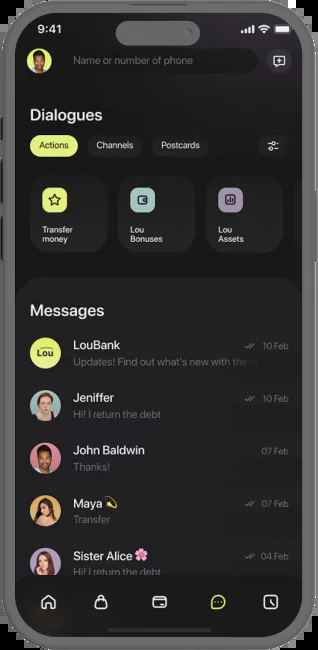 9:41
Name or number of phone
Dialogues
Actions
Channels
Postcards
Transfer
money
Lou
Bonuses
Lou
Assets
Messages
Lou
LouBank
10 Feb
Updates! Find out what's new with the
Jeniffer
10 Feb
Hi! I return the debt
John Baldwin
07 Feb
Thanks!
Maya 💫
07 Feb
Transfer
Sister Alice 🌸
04 Feb
Hi! I return the debt